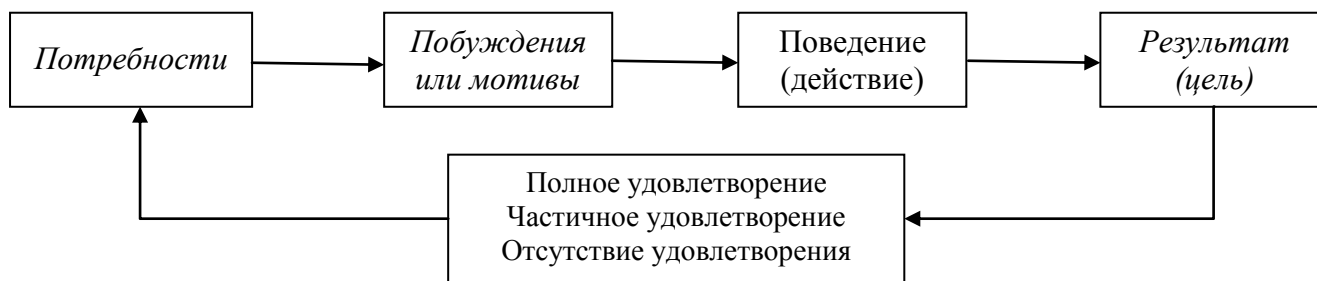 Потребности
Побуждения
или мотивы
Поведение
(действие)
Результат
(цель)
Полное удовлетворение
Частичное удовлетворение
Отсутствие удовлетворения